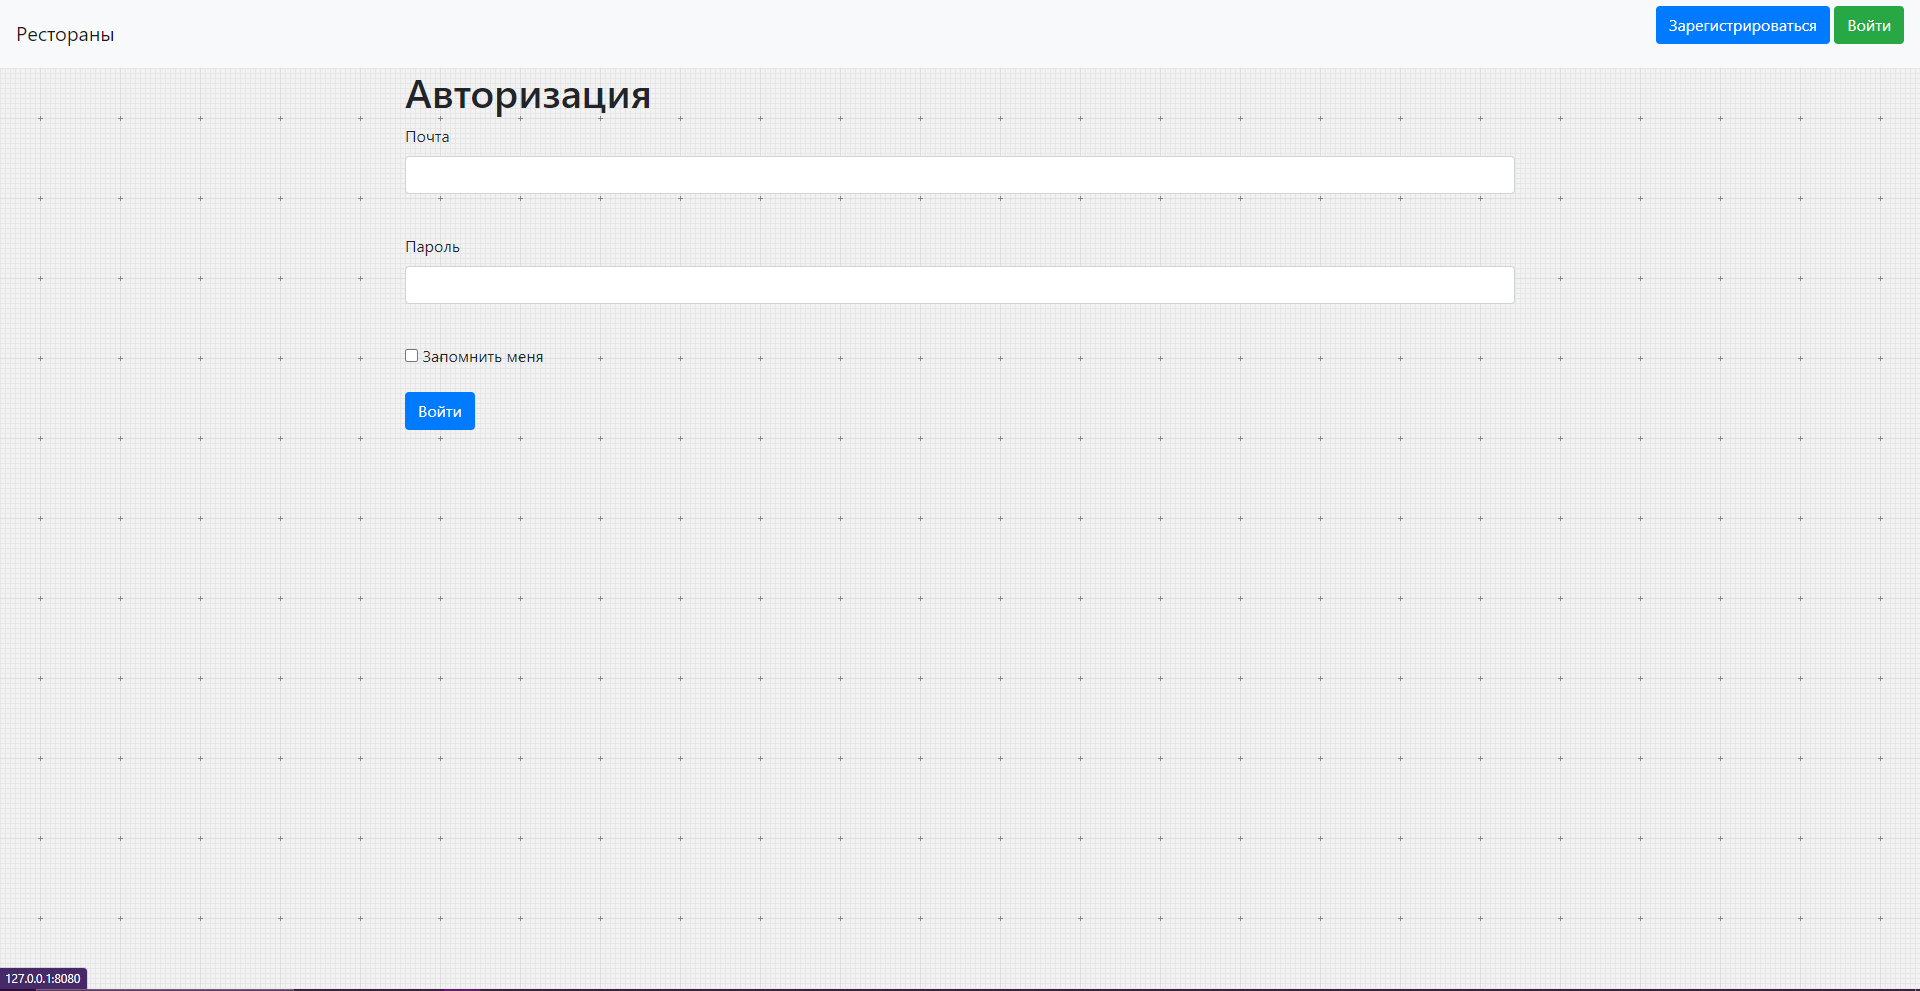 Рестораны
Зарегистрироваться
Войти
Авторизация
Почта
Пароль
Запомнить меня
Войти
127.0.0.1:8080